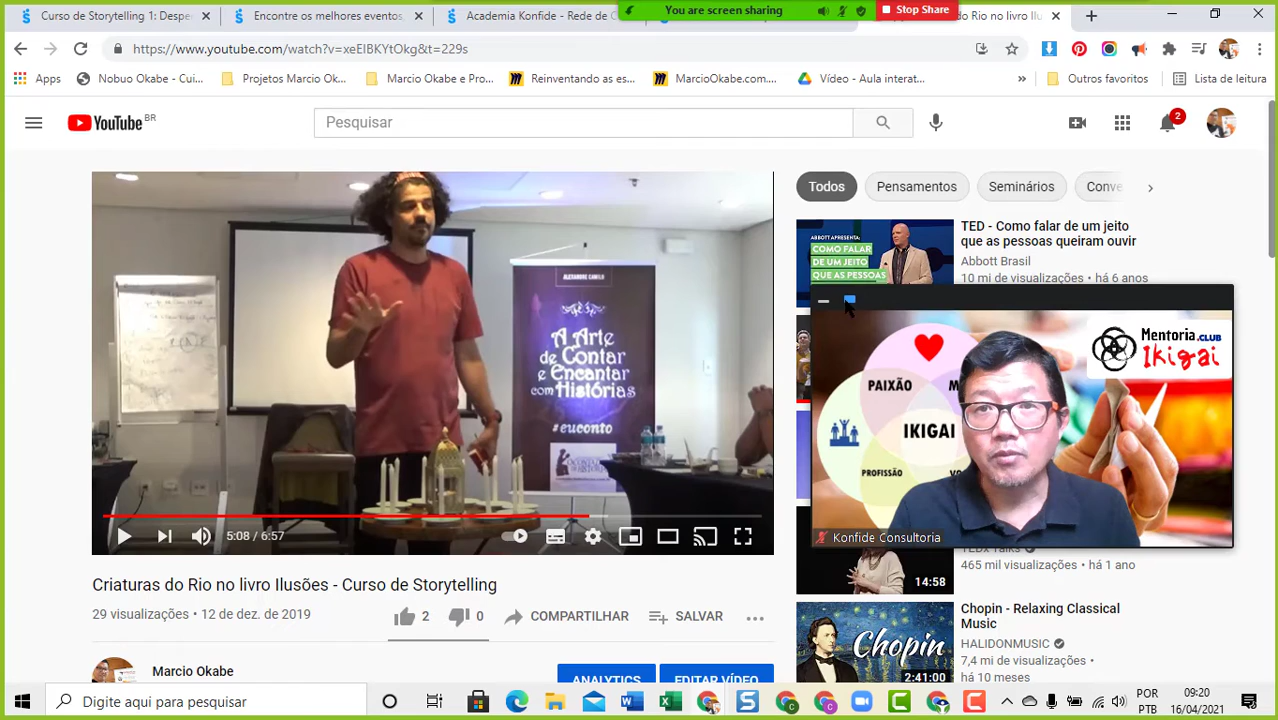 Curso de Storytelling 1: Despe
Encontre os melhores eventos,
Academia Konfide - Rede de C
You are screen sharing
Stop Share
do Rio no livro Ilu
https://www.youtube.com/watch?v=xeElBKYtOkg&t=229s
Apps
Nobuo Okabe - Cui...
Projetos Marcio Ok...
Marcio Okabe e Pro...
Reinventando as es...
MarcioOkabe.com....
Vídeo - Aula interat...
»
Outros favoritos
Lista de leitura
YouTube BR
Pesquisar
2
Todos
Pensamentos
Seminários
Conve
ALEXANDRE CAMILO
A Arte
de Contar
e Encantar
com Histórias
#euconto
5:08 / 6:57
ABBOTT APRESENTA:
COMO FALAR
DE UM JEITO
QUE AS PESSOAS
TED - Como falar de um jeito
que as pessoas queiram ouvir
Abbott Brasil
10 mi de visualizações • há 6 anos
Mentoria.CLUB
Ikigai
PAIXÃO
M
IKIGAI
PROFISSÃO
VO
Konfide Consultoria
TEDx Talks
465 mil visualizações • há 1 ano
14:58
Chopin - Relaxing Classical
Music
HALIDONMUSIC
7,4 mi de visualizações •
há 10 meses
Chopin
2:41:00
Criaturas do Rio no livro Ilusões - Curso de Storytelling
29 visualizações • 12 de dez. de 2019
2
0
COMPARTILHAR
SALVAR
Marcio Okabe
ANALYTICS
EDITAR VÍDEO
Digite aqui para pesquisar
POR
PTB
09:20
16/04/2021